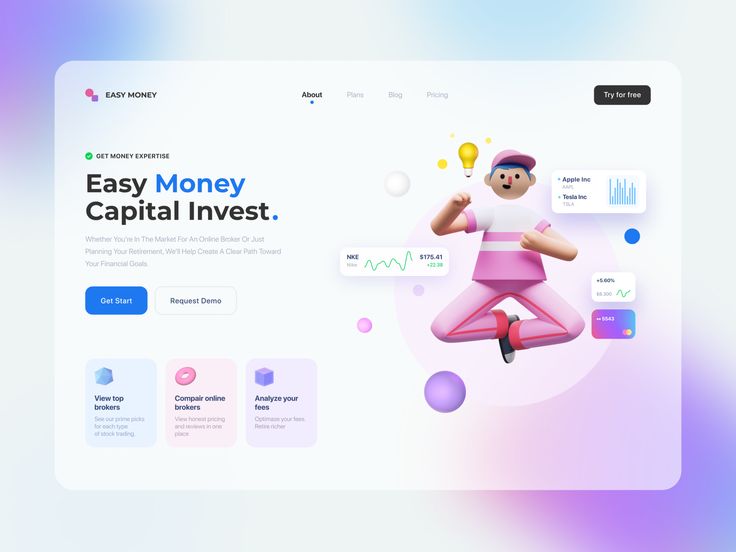 EASY MONEY
About
Plans
Blog
Pricing
Try for free
GET MONEY EXPERTISE
Easy Money
Capital Invest.
Whether You're In The Market For An Online Broker Or Just
Planning Your Retirement, We'll Help Create A Clear Path Toward
Your Financial Goals.
Get Start
Request Demo
View top
brokers
See our prime picks
for each type
of stock trading.
Compair online
brokers
View honest pricing
and reviews in one
place
Analyze your
fees
Optimaze your fees.
Retire richer
NKE
Nike
$175.41
+22.28
Apple Inc
AAPL
Tesla Inc
TSLA
+5.60%
$8.300
•• 5543